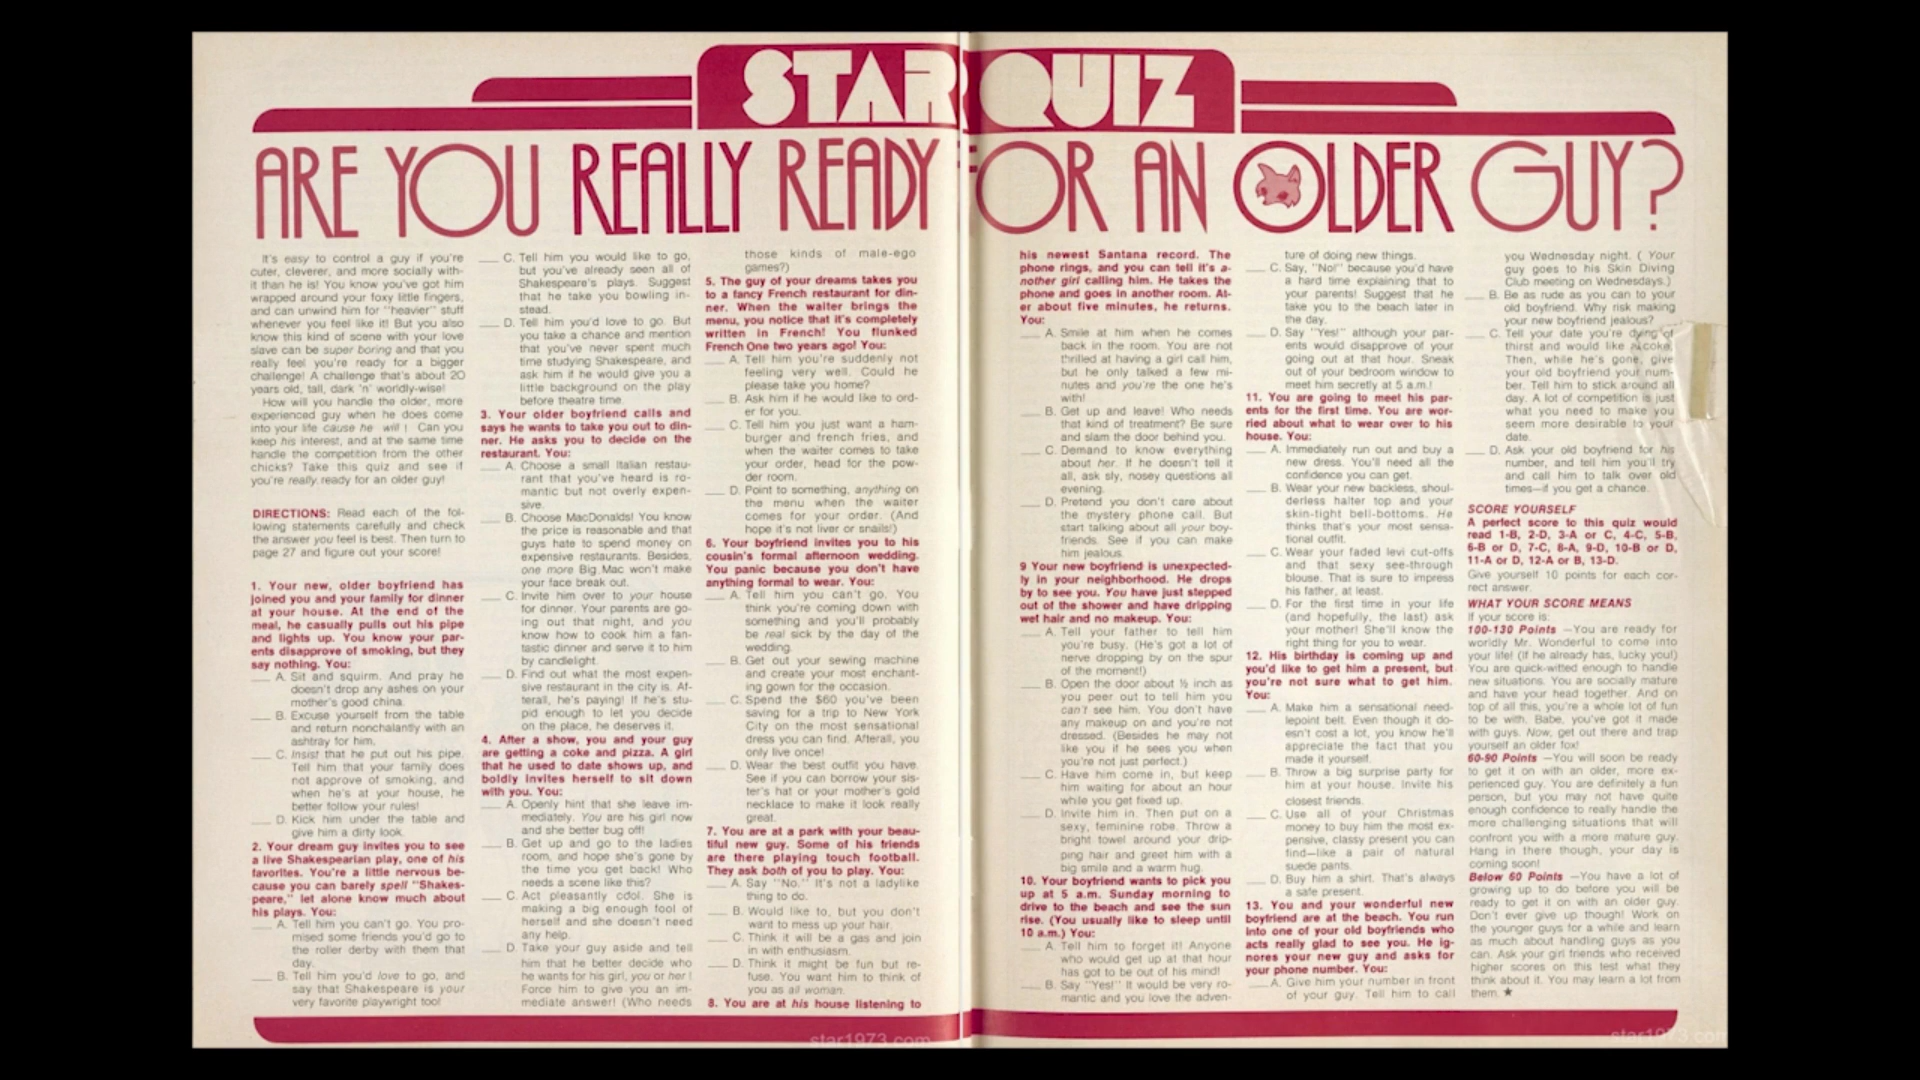 STAR QUIZ
ARE YOU REALLY READY FOR AN OLDER GUY?
It's easy to control a guy if you're
cuter, cleverer, and more socially with-
it than he is! You know you've got him
wrapped around your foxy little fingers,
and can unwind him for "heavier" stuff
whenever you feel like it! But you also
know this kind of scene with your love
slave can be super boring and that you
really feel you're ready for a bigger
challenge! A challenge that's about 20
years old, tall, dark 'n' worldly-wise!
How will you handle the older, more
experienced guy when he does come
into your life cause he will! Can you
keep his interest, and at the same time
handle the competition from the other
chicks? Take this quiz and see if
you're really ready for an older guy!
DIRECTIONS: Read each of the fol-
lowing statements carefully and check
the answer you feel is best. Then turn to
page 27 and figure out your score!
1. Your new, older boyfriend has
joined you and your family for dinner
at your house. At the end of the
meal, he casually pulls out his pipe
and lights up. You know your par-
ents disapprove of smoking, but they
say nothing. You:
A. Sit and squirm. And pray he
doesn't drop any ashes on your
mother's good china.
B. Excuse yourself from the table
and return nonchalantly with an
ashtray for him.
C. Insist that he put out his pipe.
Tell him that your family does
not approve of smoking, and
when he's at your house, he
better follow your rules!
D. Kick him under the table and
give him a dirty look.
2. Your dream guy invites you to see
a live Shakespearian play, one of his
favorites. You're a little nervous be-
cause you can barely spell "Shakes-
peare," let alone know much about
his plays. You:
A. Tell him you can't go. You pro-
mised some friends you'd go to
the roller derby with them that
day.
B. Tell him you'd love to go, and
say that Shakespeare is your
very favorite playwright too!
C. Tell him you would like to go,
but you've already seen all of
Shakespeare's plays. Suggest
that he take you bowling in-
stead.
D. Tell him you'd love to go. But
you take a chance and mention
that you've never spent much
time studying Shakespeare, and
ask him if he would give you a
little background on the play
before theatre time.
3. Your older boyfriend calls and
says he wants to take you out to din-
ner. He asks you to decide on the
restaurant. You:
A. Choose a small Italian restau-
rant that you've heard is ro-
mantic but not overly expen-
sive.
B. Choose MacDonalds! You know
the price is reasonable and that
guys hate to spend money on
expensive restaurants. Besides,
one more Big Mac won't make
your face break out.
C. Invite him over to your house
for dinner. Your parents are go-
ing out that night, and you
know how to cook him a fan-
tastic dinner and serve it to him
by candlelight.
D. Find out what the most expen-
sive restaurant in the city is. Af-
terall, he's paying! If he's stu-
pid enough to let you decide
on the place, he deserves it.
4. After a show, you and your guy
are getting a coke and pizza. A girl
that he used to date shows up, and
boldly invites herself to sit down
with you. You:
A. Openly hint that she leave im-
mediately. You are his girl now
and she better bug off!
B. Get up and go to the ladies
room, and hope she's gone by
the time you get back! Who
needs a scene like this?
C. Act pleasantly cool. She is
making a big enough fool of
herself and she doesn't need
any help.
D. Take your guy aside and tell
him that he better decide who
he wants for his girl, you or her!
Force him to give you an im-
mediate answer! (Who needs
those kinds of male-ego
games?)
5. The guy of your dreams takes you
to a fancy French restaurant for din-
ner. When the waiter brings the
menu, you notice that it's completely
written in French! You flunked
French One two years ago! You:
A. Tell him you're suddenly not
feeling very well. Could he
please take you home?
B. Ask him if he would like to ord-
er for you.
C. Tell him you just want a ham-
burger and french fries, and
when the waiter comes to take
your order, head for the pow-
der room.
D. Point to something, anything on
the menu when the waiter
comes for your order. (And
hope it's not liver or snails!)
6. Your boyfriend invites you to his
cousin's formal afternoon wedding.
You panic because you don't have
anything formal to wear. You:
A. Tell him you can't go. You
think you're coming down with
something and you'll probably
be real sick by the day of the
wedding.
B. Get out your sewing machine
and create your most enchant-
ing gown for the occasion.
C. Spend the $60 you've been
saving for a trip to New York
City on the most sensational
dress you can find. Afterall, you
only live once!
D. Wear the best outfit you have.
See if you can borrow your sis-
ter's hat or your mother's gold
necklace to make it look really
great.
7. You are at a park with your beau-
tiful new guy. Some of his friends
are there playing touch football.
They ask both of you to play. You:
A. Say "No." It's not a ladylike
thing to do.
B. Would like to, but you don't
want to mess up your hair.
C. Think it will be a gas and join
in with enthusiasm.
D. Think it might be fun but re-
fuse. You want him to think of
you as all woman.
8. You are at his house listening to
his newest Santana record. The
phone rings, and you can tell it's a-
nother girl calling him. He takes the
phone and goes in another room. Af-
er about five minutes, he returns.
You:
A. Smile at him when he comes
back in the room. You are not
thrilled at having a girl call him,
but he only talked a few mi-
nutes and you're the one he's
with!
B. Get up and leave! Who needs
that kind of treatment? Be sure
and slam the door behind you.
C. Demand to know everything
about her. If he doesn't tell it
all, ask sly, nosey questions all
evening.
D. Pretend you don't care about
the mystery phone call. But
start talking about all your boy-
friends. See if you can make
him jealous.
9 Your new boyfriend is unexpected-
ly in your neighborhood. He drops
by to see you. You have just stepped
out of the shower and have dripping
wet hair and no makeup. You:
A. Tell your father to tell him
you're busy. (He's got a lot of
nerve dropping by on the spur
of the moment!)
B. Open the door about ½ inch as
you peer out to tell him you
can't see him. You don't have
any makeup on and you're not
dressed. (Besides he may not
like you if he sees you when
you're not just perfect.)
C. Have him come in, but keep
him waiting for about an hour
while you get fixed up.
D. Invite him in. Then put on a
sexy, feminine robe. Throw a
bright towel around your drip-
ping hair and greet him with a
big smile and a warm hug.
10. Your boyfriend wants to pick you
up at 5 a.m. Sunday morning to
drive to the beach and see the sun
rise. (You usually like to sleep until
10 a.m.) You:
A. Tell him to forget it! Anyone
who would get up at that hour
has got to be out of his mind!
B. Say "Yes!" It would be very ro-
mantic and you love the adven-
ture of doing new things.
C. Say, "No!" because you'd have
a hard time explaining that to
your parents! Suggest that he
take you to the beach later in
the day.
D. Say "Yes!" although your par-
ents would disapprove of your
going out at that hour. Sneak
out of your bedroom window to
meet him secretly at 5 a.m.!
11. You are going to meet his par-
ents for the first time. You are wor-
ried about what to wear over to his
house. You:
A. Immediately run out and buy a
new dress. You'll need all the
confidence you can get.
B. Wear your new backless, shoul-
derless halter top and your
skin-tight bell-bottoms. He
thinks that's your most sensa-
tional outfit.
C. Wear your faded levi cut-offs
and that sexy see-through
blouse. That is sure to impress
his father, at least.
D. For the first time in your life
(and hopefully, the last) ask
your mother! She'll know the
right thing for you to wear.
12. His birthday is coming up and
you'd like to get him a present, but
you're not sure what to get him.
You:
A. Make him a sensational need-
lepoint belt. Even though it do-
esn't cost a lot, you know he'll
appreciate the fact that you
made it yourself.
B. Throw a big surprise party for
him at your house. Invite his
closest friends.
C. Use all of your Christmas
money to buy him the most ex-
pensive, classy present you can
find—like a pair of natural
suede pants.
D. Buy him a shirt. That's always
a safe present.
13. You and your wonderful new
boyfriend are at the beach. You run
into one of your old boyfriends who
acts really glad to see you. He ig-
nores your new guy and asks for
your phone number. You:
A. Give him your number in front
of your guy. Tell him to call
you Wednesday night. ( Your
guy goes to his Skin Diving
Club meeting on Wednesdays.)
B. Be as rude as you can to your
old boyfriend. Why risk making
your new boyfriend jealous?
C. Tell your date you're dying of
thirst and would like a coke.
Then, while he's gone, give
your old boyfriend your num-
ber. Tell him to stick around all
day. A lot of competition is just
what you need to make you
seem more desirable to your
date.
D. Ask your old boyfriend for his
number, and tell him you'll try
and call him to talk over old
times—if you get a chance.
SCORE YOURSELF
A perfect score to this quiz would
read 1-B, 2-D, 3-A or C, 4-C, 5-B,
6-B or D, 7-C, 8-A, 9-D, 10-B or D,
11-A or D, 12-A or B, 13-D.
Give yourself 10 points for each cor-
rect answer.
WHAT YOUR SCORE MEANS
If your score is:
100-130 Points —You are ready for
worldly Mr. Wonderful to come into
your life! (if he already has, lucky you!)
You are quick-witted enough to handle
new situations. You are socially mature
and have your head together. And on
top of all this, you're a whole lot of fun
to be with. Babe, you've got it made
with guys. Now, get out there and trap
yourself an older fox!
60-90 Points —You will soon be ready
to get it on with an older, more ex-
perienced guy. You are definitely a fun
person, but you may not have quite
enough confidence to really handle the
more challenging situations that will
confront you with a more mature guy.
Hang in there though, your day is
coming soon!
Below 60 Points —You have a lot of
growing up to do before you will be
ready to get it on with an older guy.
Don't ever give up though! Work on
the younger guys for a while and learn
as much about handling guys as you
can. Ask your girl friends who received
higher scores on this test what they
think about it. You may learn a lot from
them. ★
star1973.com
star1973.com